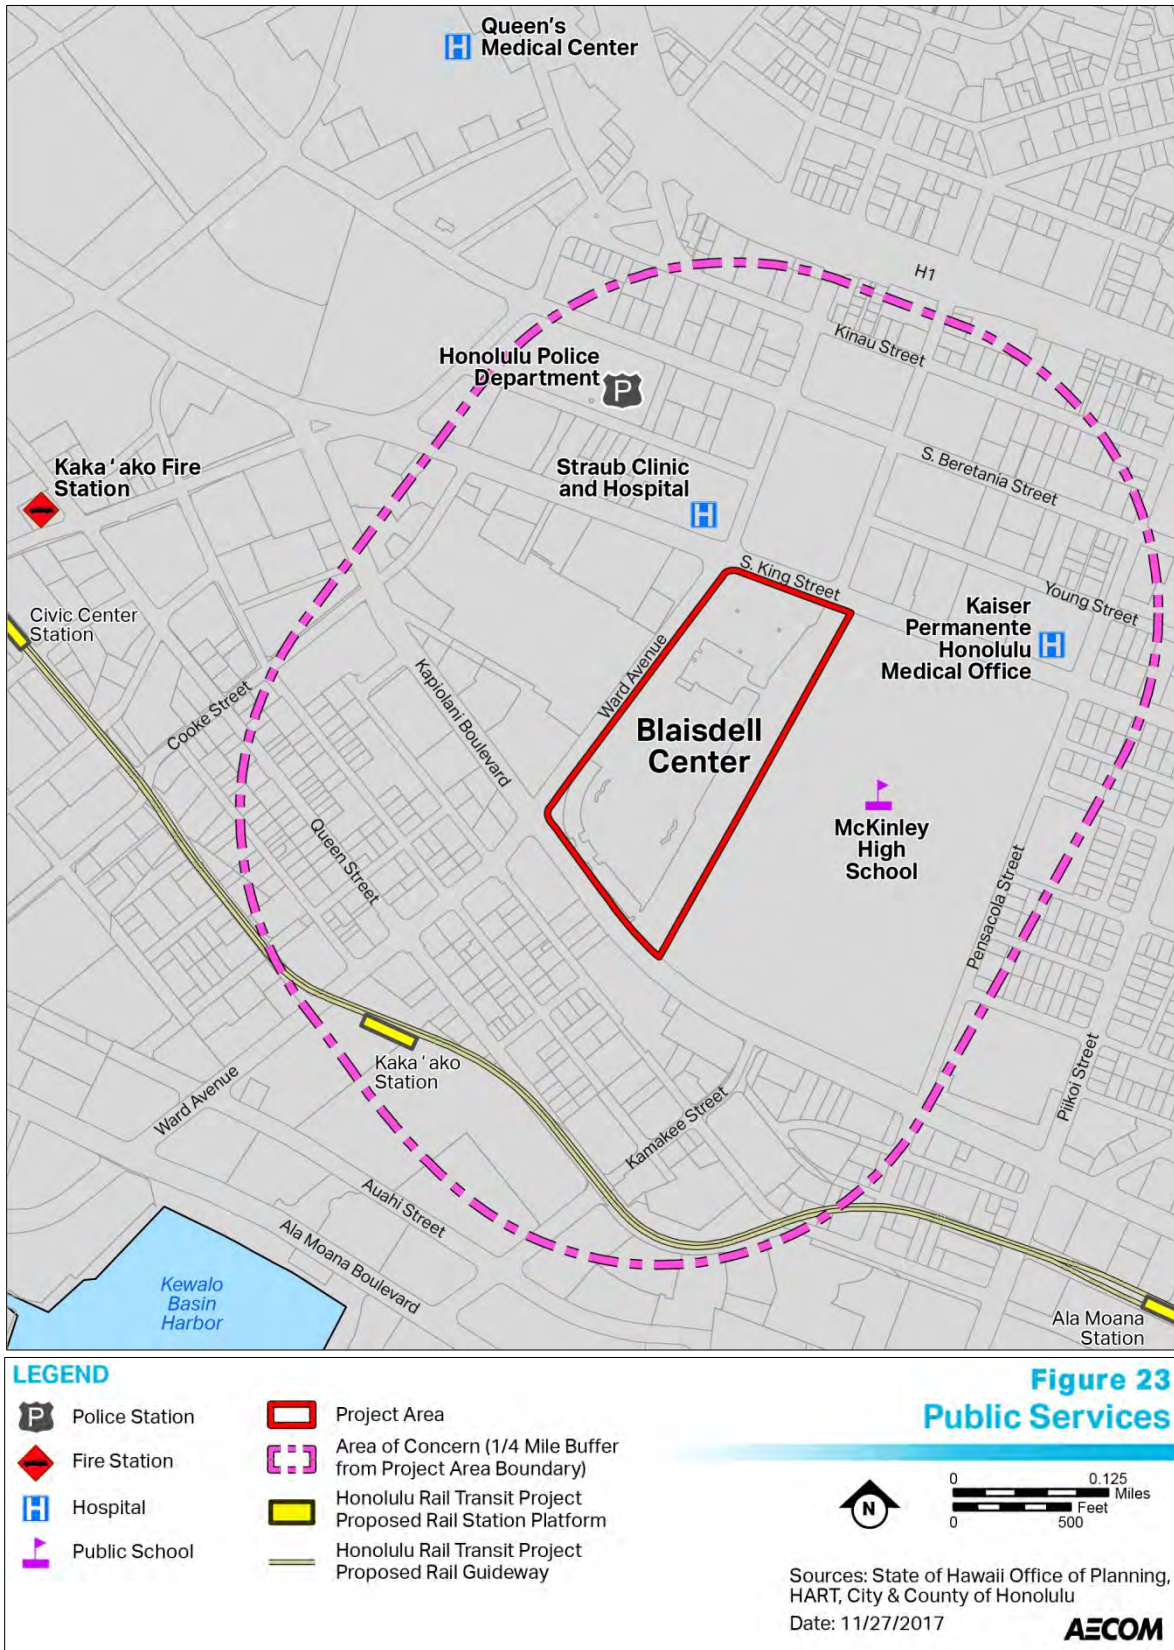 Queen's
Medical Center
H
H1
Kinau Street
Honolulu Police
Department
P
S. Beretania Street
Kaka ʻako Fire
Station
Straub Clinic
and Hospital
H
S. King Street
Young Street
Kaiser
Permanente
Honolulu
Medical Office
H
Civic Center
Station
Cooke Street
Kapiolani Boulevard
Ward Avenue
Blaisdell
Center
McKinley
High
School
Queen Street
Pensacola Street
Kaka ʻako
Station
Ward Avenue
Kamakee Street
Piikoi Street
Auahi Street
Ala Moana Boulevard
Kewalo
Basin
Harbor
Ala Moana
Station
LEGEND
P
Police Station
Fire Station
H
Hospital
Public School
Project Area
Area of Concern (1/4 Mile Buffer
from Project Area Boundary)
Honolulu Rail Transit Project
Proposed Rail Station Platform
Honolulu Rail Transit Project
Proposed Rail Guideway
Figure 23
Public Services
N
0 0.125
Miles
Feet
0 500
Sources: State of Hawaii Office of Planning,
HART, City & County of Honolulu
Date: 11/27/2017
AECOM